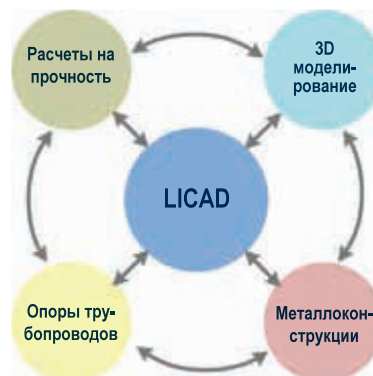 Расчеты на
прочность
3D
модели-
рование
LICAD
Опоры тру-
бопроводов
Металлокон-
струкции